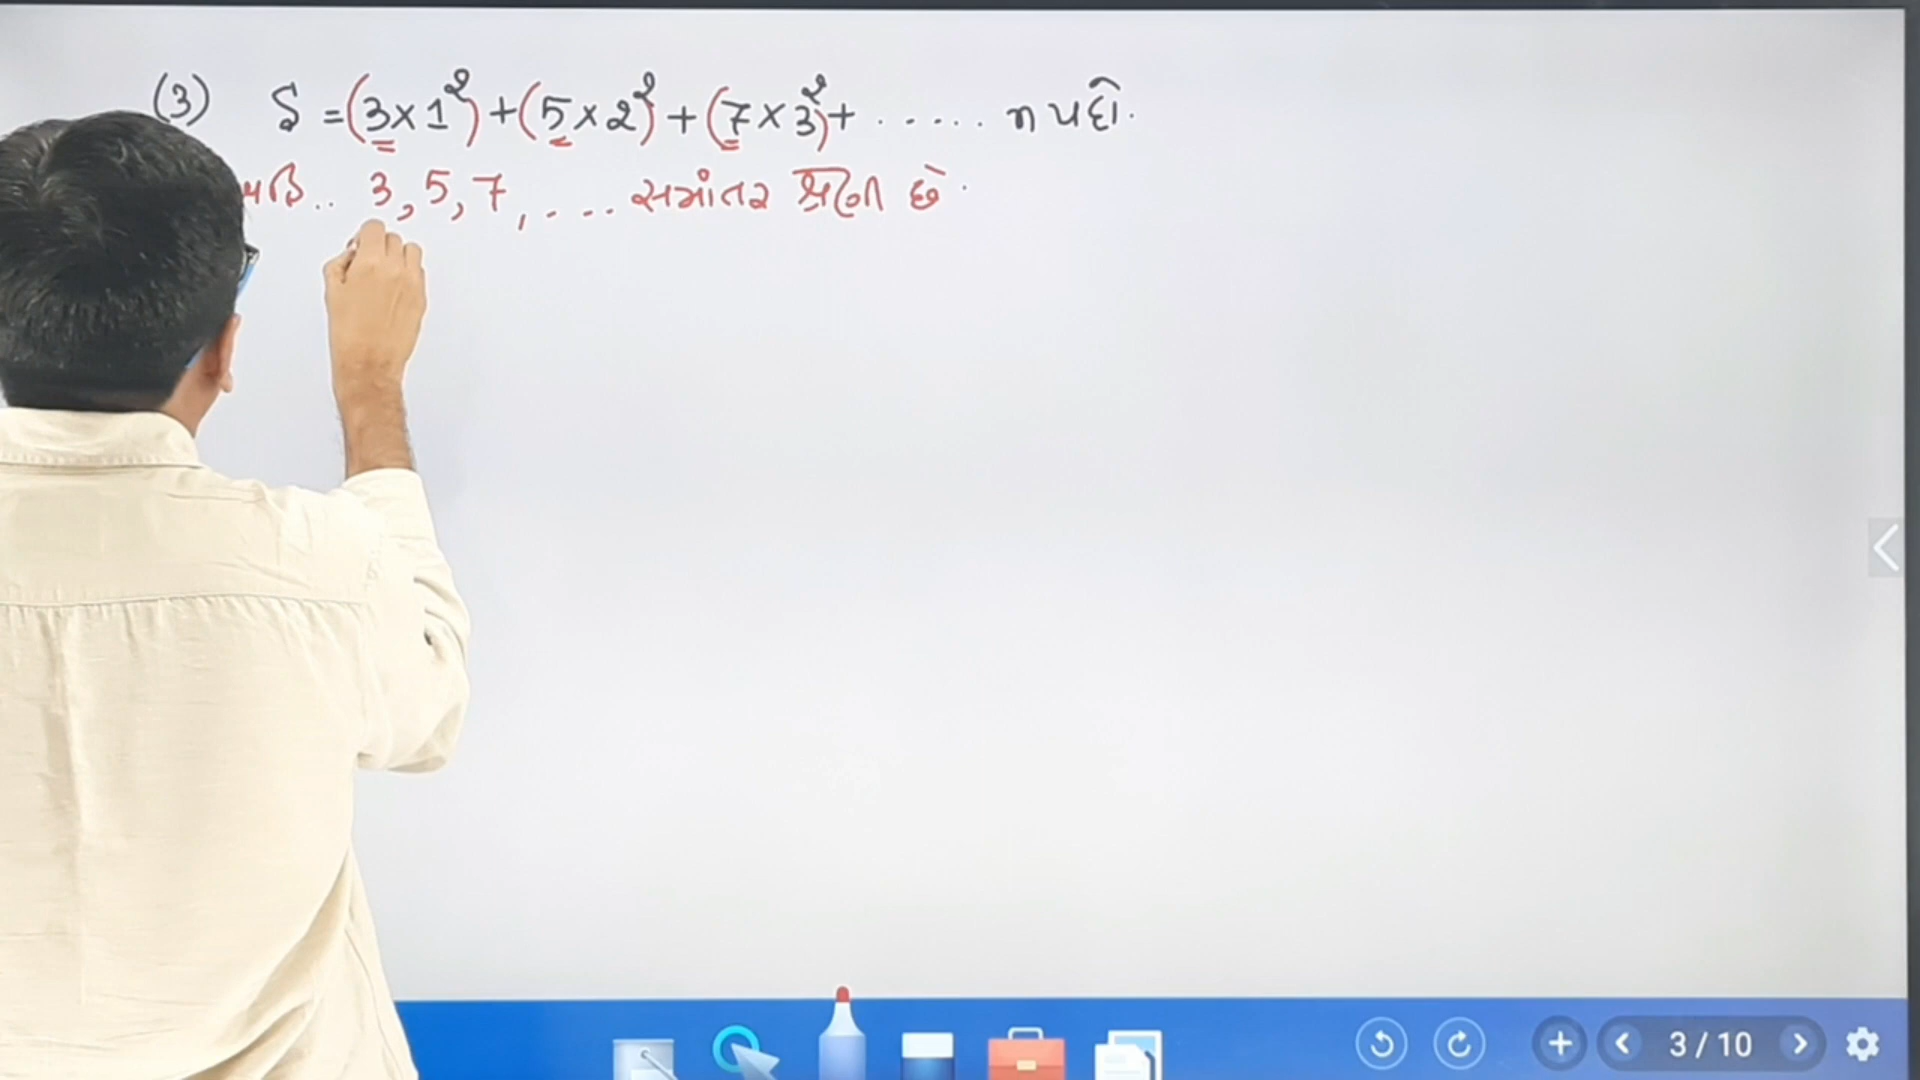 (3) S = (3×1²) + (5×2²) + (7×3²) + ..... n પદો.
3, 5, 7, .... સમાંતર શ્રેણી છે.
3 / 10